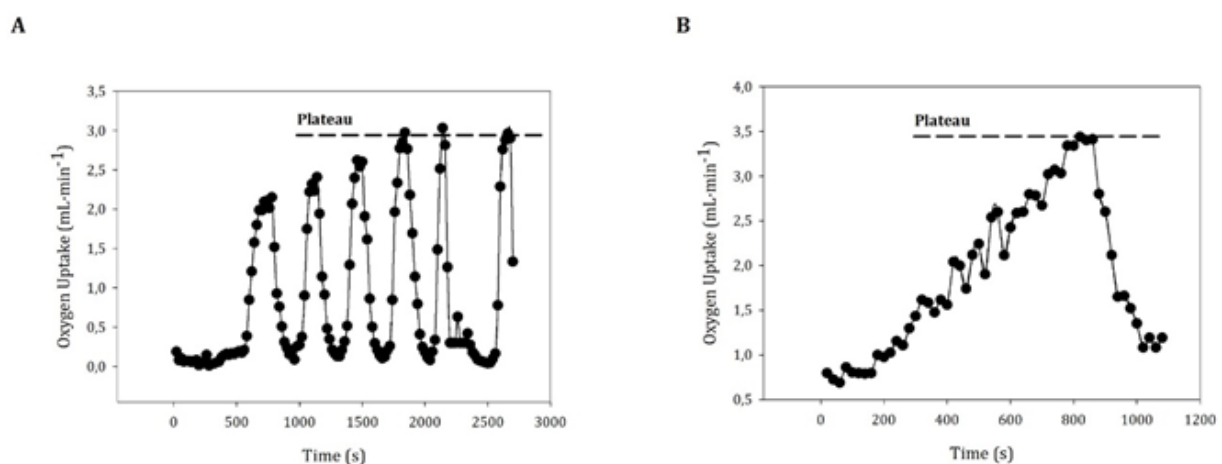 A
B
3,5
3,0
2,5
2,0
1,5
1,0
0,5
0,0
Oxygen Uptake (mL·min⁻¹)
Plateau
0 500 1000 1500 2000 2500 3000
Time (s)
4,0
3,5
3,0
2,5
2,0
1,5
1,0
0,5
Oxygen Uptake (mL·min⁻¹)
Plateau
0 200 400 600 800 1000 1200
Time (s)